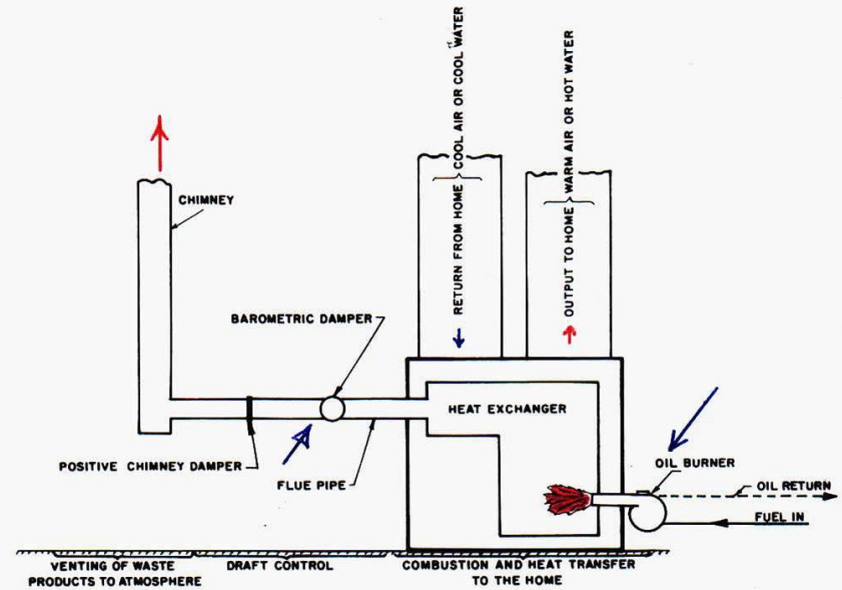 RETURN FROM HOME { COOL AIR OR COOL WATER
OUTPUT TO HOME { WARM AIR OR HOT WATER
CHIMNEY
BAROMETRIC DAMPER
HEAT EXCHANGER
POSITIVE CHIMNEY DAMPER
FLUE PIPE
OIL BURNER
OIL RETURN
FUEL IN
VENTING OF WASTE
PRODUCTS TO ATMOSPHERE
DRAFT CONTROL
COMBUSTION AND HEAT TRANSFER
TO THE HOME